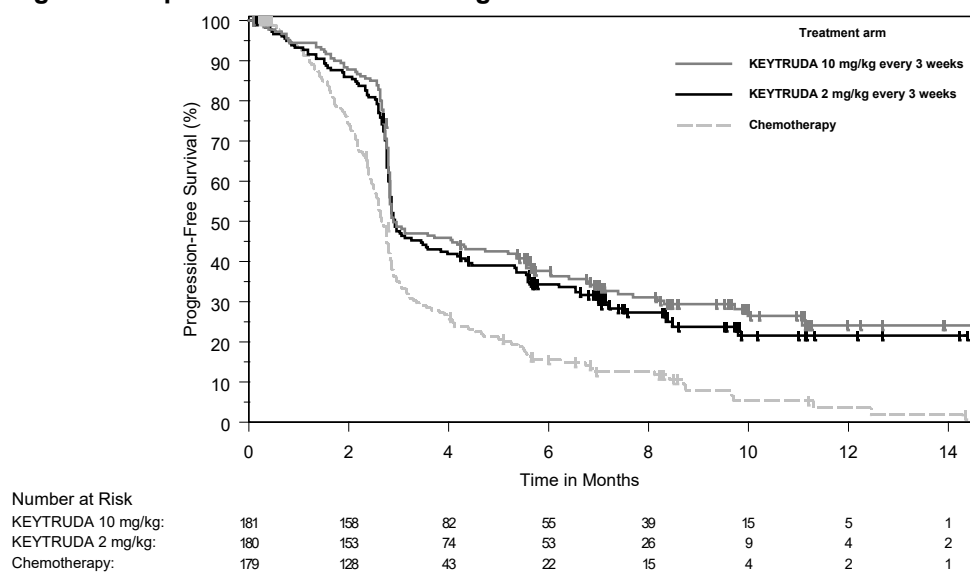 Progression-Free Survival (%)
100
90
80
70
60
50
40
30
20
10
0
Treatment arm
KEYTRUDA 10 mg/kg every 3 weeks
KEYTRUDA 2 mg/kg every 3 weeks
Chemotherapy
0 2 4 6 8 10 12 14
Time in Months
Number at Risk
KEYTRUDA 10 mg/kg: 181 158 82 55 39 15 5 1
KEYTRUDA 2 mg/kg: 180 153 74 53 26 9 4 2
Chemotherapy: 179 128 43 22 15 4 2 1